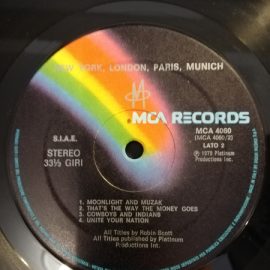 NEW YORK, LONDON, PARIS, MUNICH
MCA RECORDS
S.I.A.E.
MCA 4060
(MCA 4060/2)
STEREO
LATO 2
33⅓ GIRI
℗ 1979 Platinum
Productions Inc.
1. MOONLIGHT AND MUZAK
2. THAT'S THE WAY THE MONEY GOES
3. COWBOYS AND INDIANS
4. UNITE YOUR NATION
All Titles by Robin Scott
All Titles published by Platinum
Productions Inc.